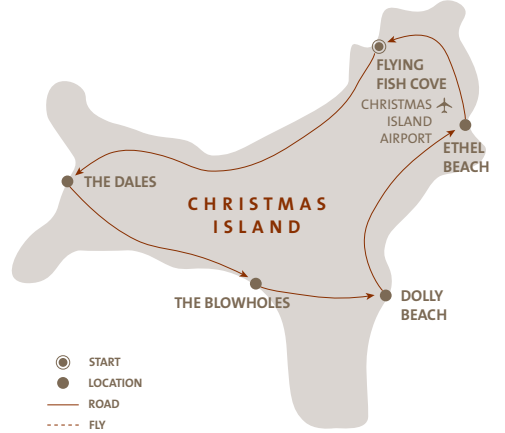 FLYING
FISH COVE
CHRISTMAS
ISLAND
AIRPORT
ETHEL
BEACH
THE DALES
CHRISTMAS
ISLAND
THE BLOWHOLES
DOLLY
BEACH
START
LOCATION
ROAD
FLY